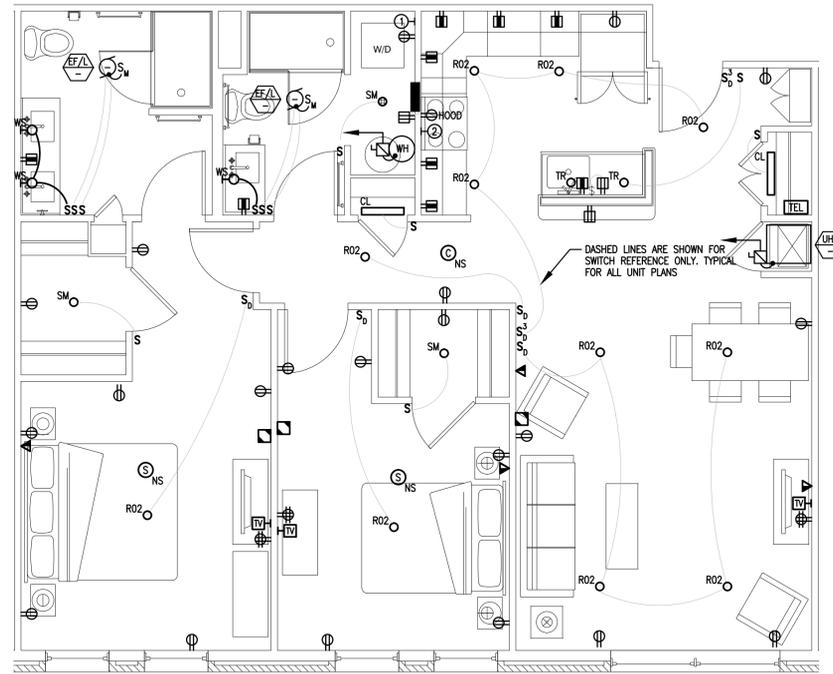 1
W/D
EF/L
-
S
M
EF/L
-
S
M
SM
HOOD
2
R02
R02
R02
S
3
D
S
WS
WS
WS
S
WH
R02
TR
TR
S
CL
TEL
SSS
SSS
CL
S
UH
-
R02
C
NS
DASHED LINES ARE SHOWN FOR
SWITCH REFERENCE ONLY. TYPICAL
FOR ALL UNIT PLANS
SM
S
S
D
S
D
SM
S
S
D
S
3
D
S
D
R02
R02
S
NS
R02
S
NS
R02
TV
TV
TV
R02
R02